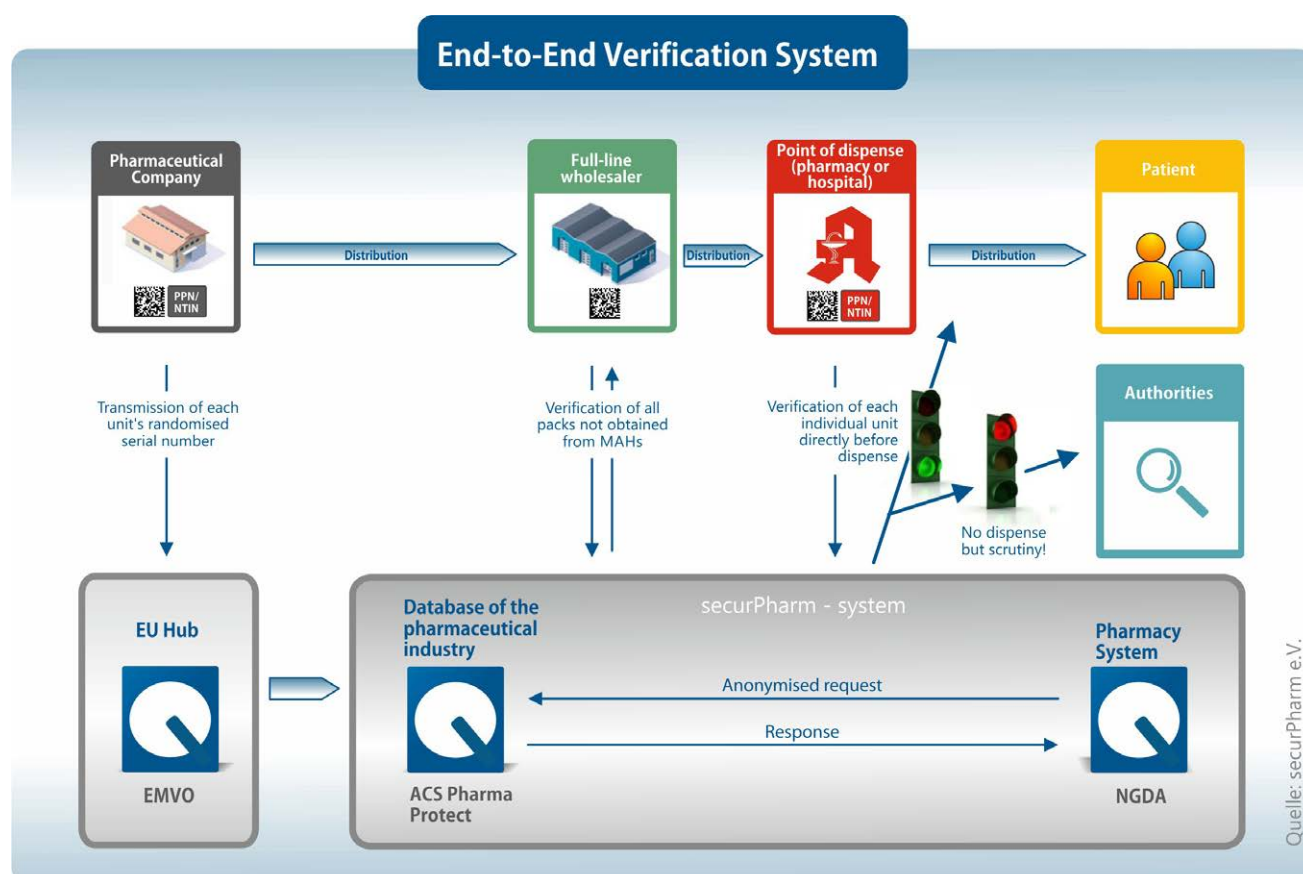 End-to-End Verification System
Pharmaceutical
Company
PPN/
NTIN
Distribution
Full-line
wholesaler
Distribution
Point of dispense
(pharmacy or
hospital)
PPN/
NTIN
Distribution
Patient
Transmission of each
unit's randomised
serial number
Verification of all
packs not obtained
from MAHs
Verification of each
individual unit
directly before
dispense
Authorities
No dispense
but scrutiny!
EU Hub
EMVO
securPharm - system
Database of the
pharmaceutical
industry
ACS Pharma
Protect
Anonymised request
Response
Pharmacy
System
NGDA
Quelle: securPharm e.V.